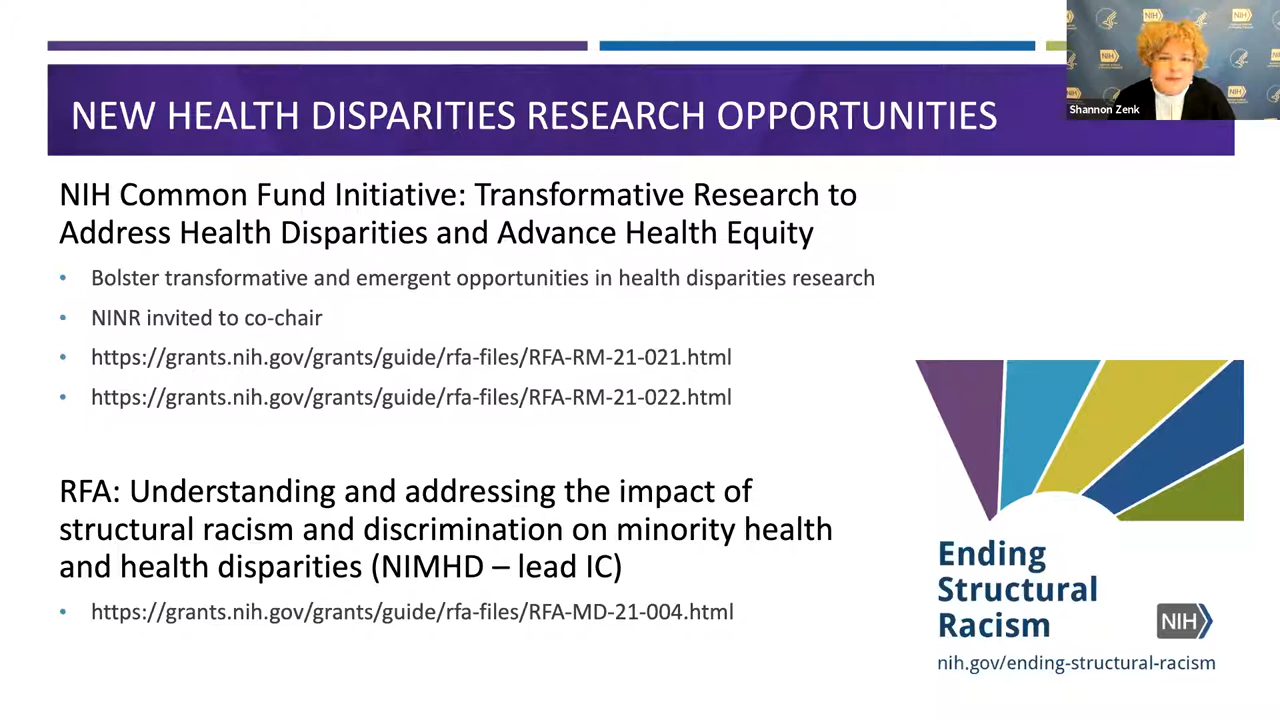 NEW HEALTH DISPARITIES RESEARCH OPPORTUNITIES
Shannon Zenk
NIH Common Fund Initiative: Transformative Research to
Address Health Disparities and Advance Health Equity
• Bolster transformative and emergent opportunities in health disparities research
• NINR invited to co-chair
• https://grants.nih.gov/grants/guide/rfa-files/RFA-RM-21-021.html
• https://grants.nih.gov/grants/guide/rfa-files/RFA-RM-21-022.html
RFA: Understanding and addressing the impact of
structural racism and discrimination on minority health
and health disparities (NIMHD – lead IC)
• https://grants.nih.gov/grants/guide/rfa-files/RFA-MD-21-004.html
Ending
Structural
Racism
NIH
nih.gov/ending-structural-racism